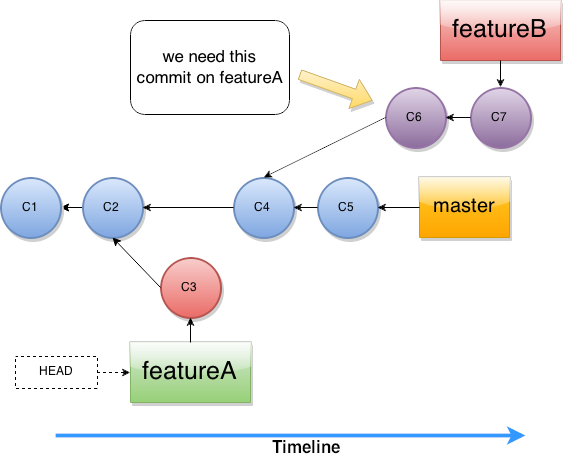 featureB
we need this
commit on featureA
C6
C7
C1
C2
C4
C5
master
C3
HEAD
featureA
Timeline